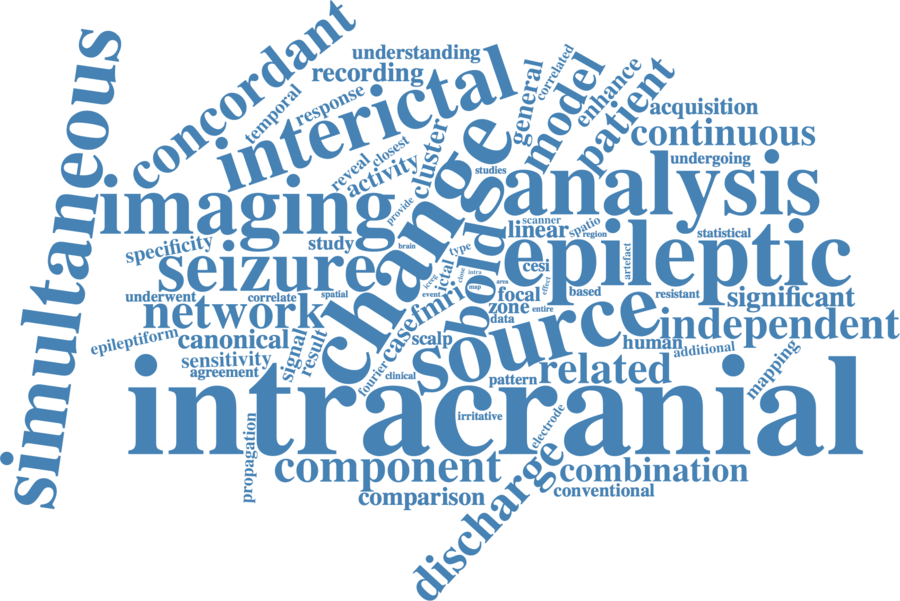 simultaneous
concordant
understanding
recording
temporal
response
interictal
general
correlated
model
enhance
patient
acquisition
continuous
undergoing
reveal
closest
activity
cluster
studies
provide
change
imaging
analysis
specificity
study
brain
type
linear
scanner
spatio
region
statistical
artefact
seizure
bold
epileptic
cesi
iceeg
ictal
close
intra
map
area
effect
event
underwent
correlate
spatial
focal
based
resistant
significant
network
fmri
zone
entire
data
source
independent
epileptiform
canonical
signal
result
case
scalp
human
additional
sensitivity
agreement
fourier
clinical
pattern
related
mapping
intracranial
irritative
electrode
propagation
component
discharge
combination
comparison
conventional